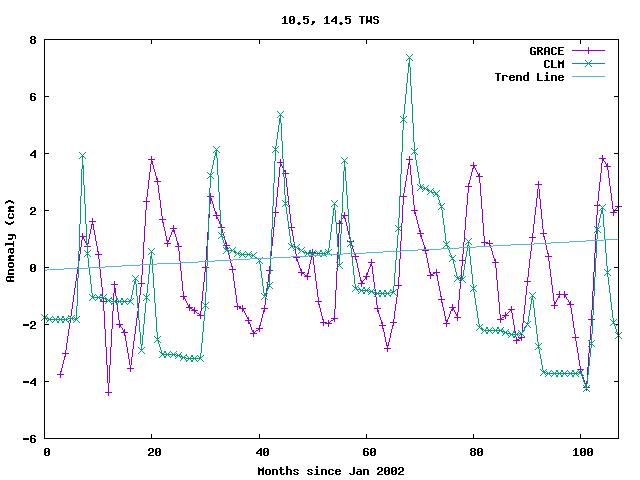 10.5, 14.5 TWS
GRACE
CLM
Trend Line
8
6
4
2
0
-2
-4
-6
Anomaly (cm)
0 20 40 60 80 100
Months since Jan 2002